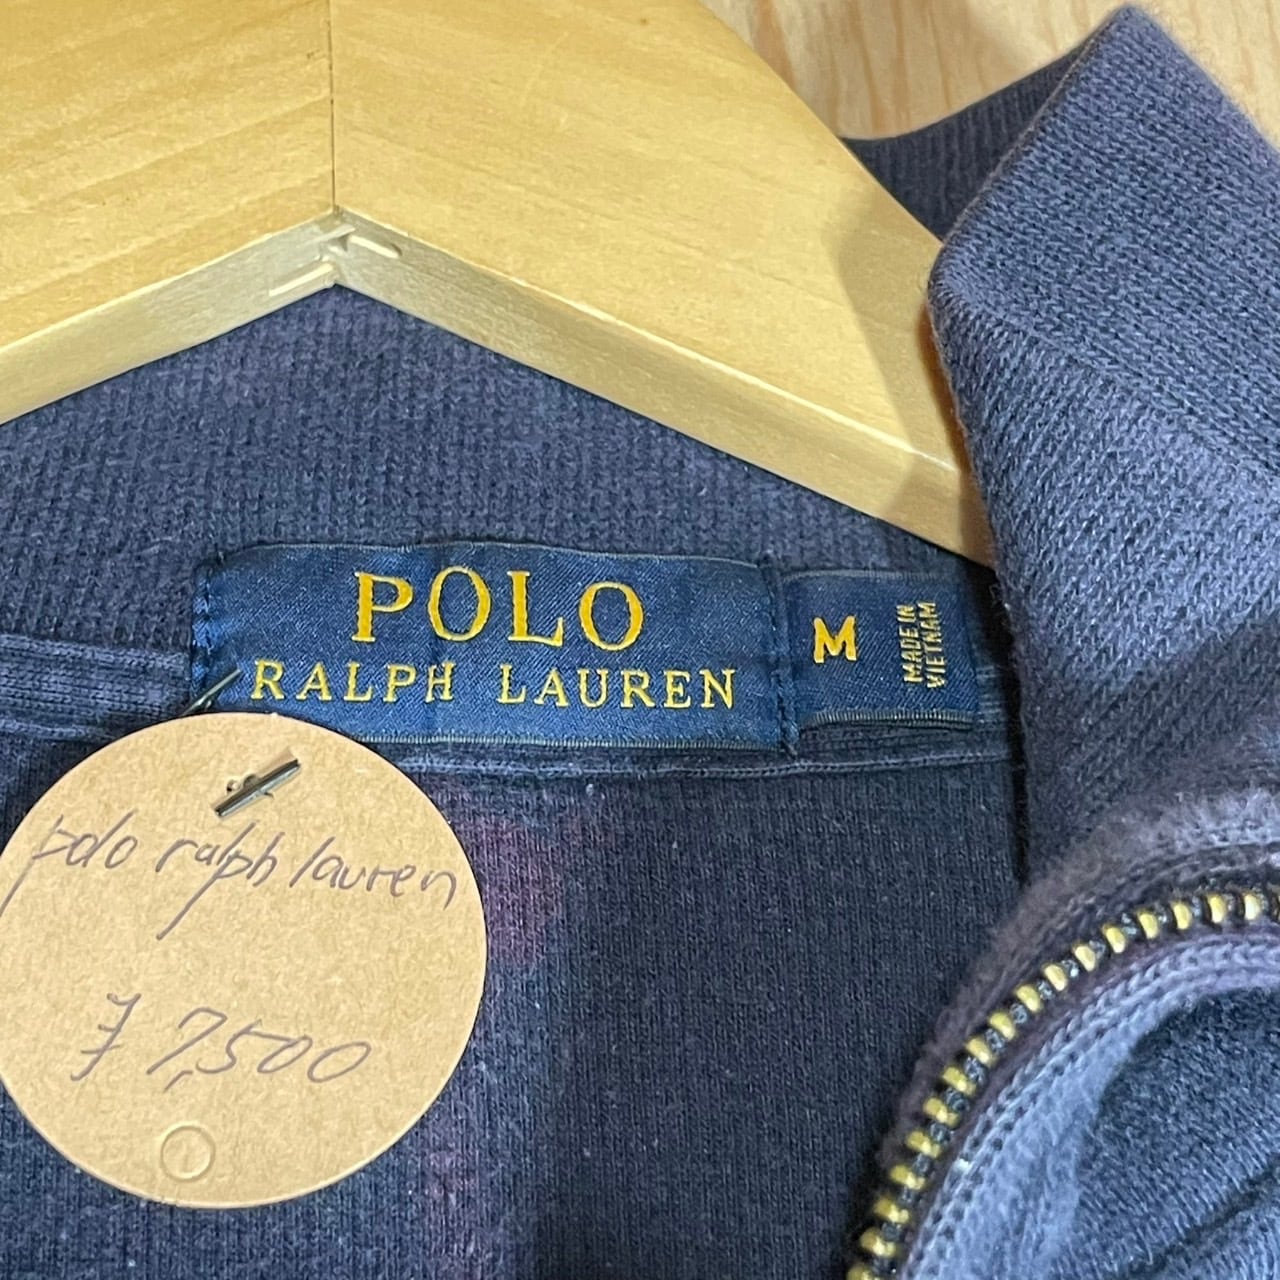 POLO
RALPH LAUREN
M
MADE IN
VIETNAM
polo ralph lauren
¥ 7,500